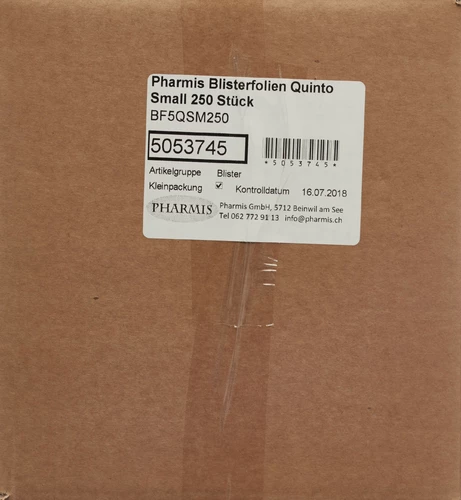 Pharmis Blisterfolien Quinto
Small 250 Stück
BF5QSM250
5053745
*5053745*
Artikelgruppe Blister
Kleinpackung Kontrolldatum 16.07.2018
PHARMIS
Pharmis GmbH, 5712 Beinwil am See
Tel 062 772 91 13 info@pharmis.ch